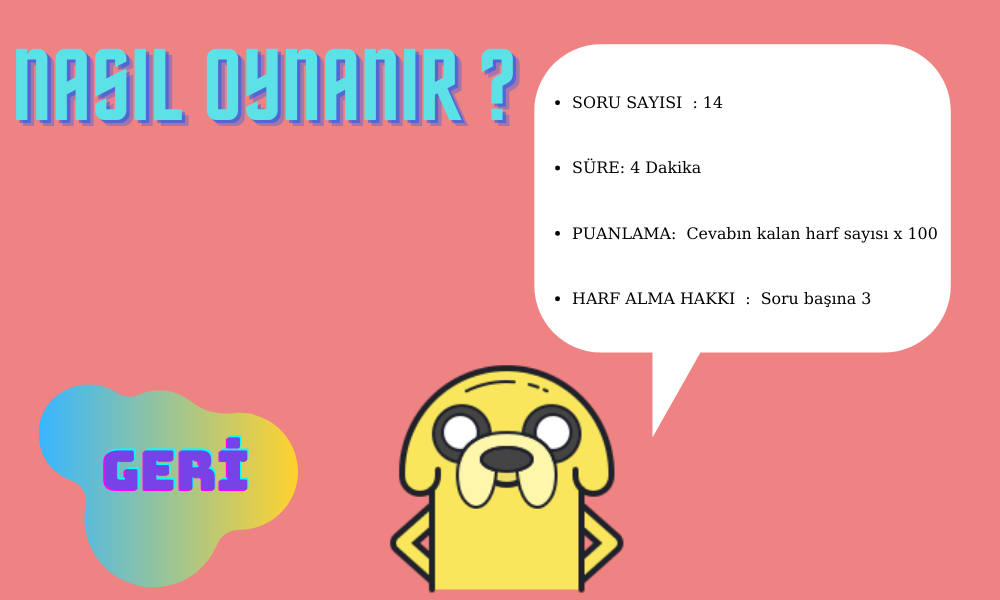 NASIL OYNANIR ?
• SORU SAYISI : 14
• SÜRE: 4 Dakika
• PUANLAMA: Cevabın kalan harf sayısı x 100
• HARF ALMA HAKKI : Soru başına 3
GERİ